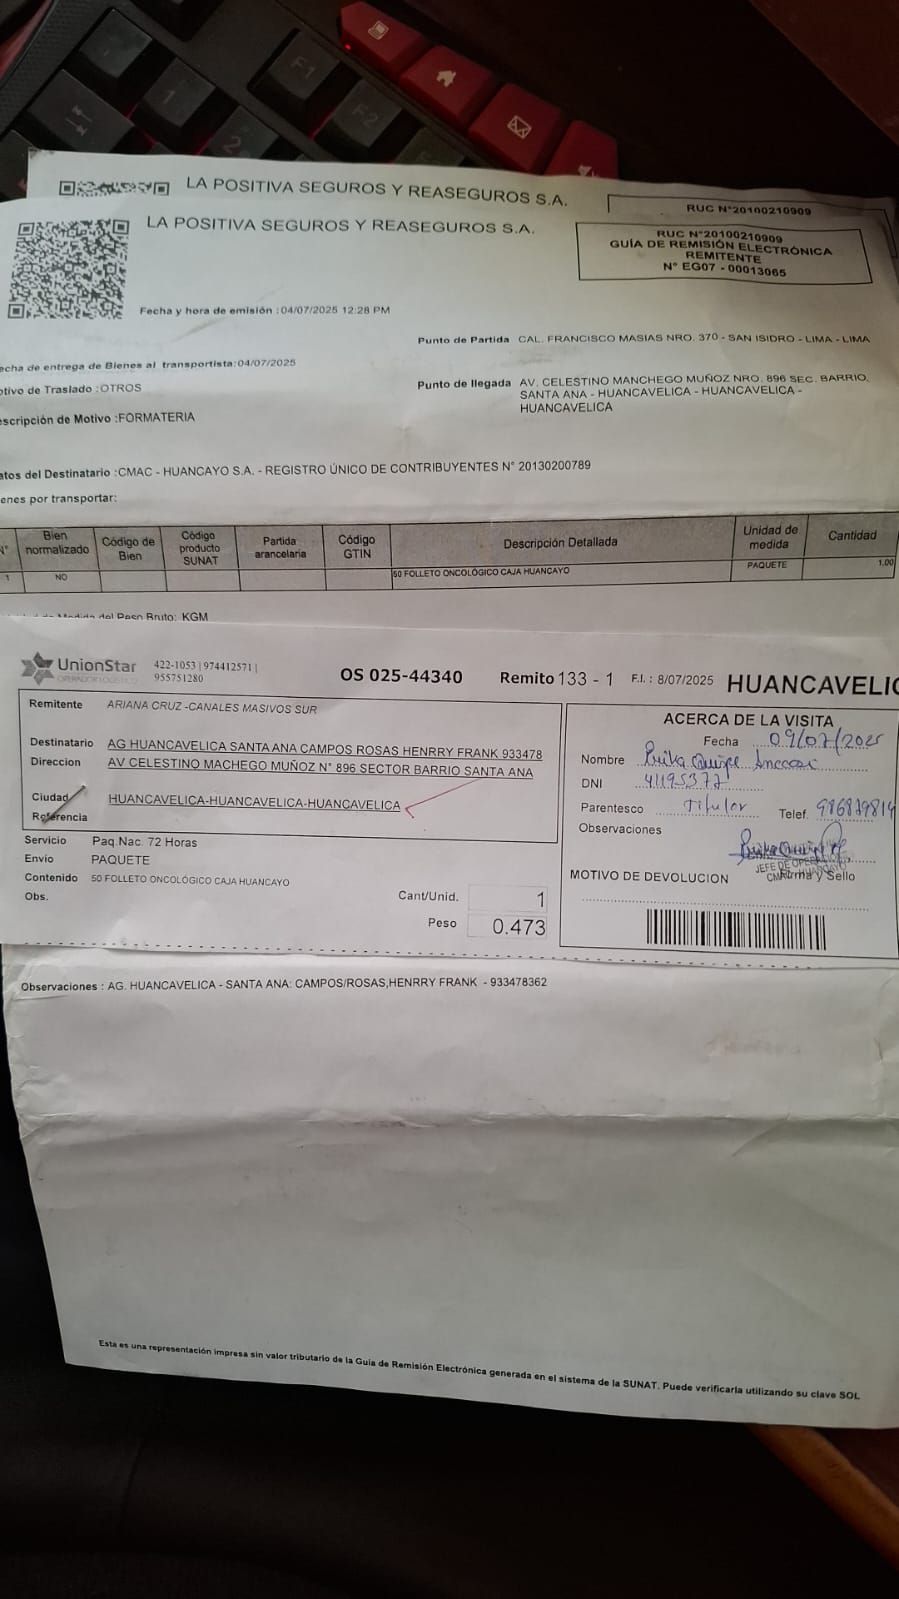 LA POSITIVA SEGUROS Y REASEGUROS S.A.
RUC N°20100210909
LA POSITIVA SEGUROS Y REASEGUROS S.A.
RUC N°20100210909
GUÍA DE REMISIÓN ELECTRÓNICA
REMITENTE
N° EG07 - 00013065
Fecha y hora de emisión :04/07/2025 12:28 PM
Punto de Partida CAL. FRANCISCO MASIAS NRO. 370 - SAN ISIDRO - LIMA - LIMA
echa de entrega de Bienes al transportista:04/07/2025
otivo de Traslado :OTROS
Punto de llegada AV. CELESTINO MANCHEGO MUÑOZ NRO. 896 SEC. BARRIO.
SANTA ANA - HUANCAVELICA - HUANCAVELICA -
HUANCAVELICA
escripción de Motivo :FORMATERIA
atos del Destinatario :CMAC - HUANCAYO S.A. - REGISTRO ÚNICO DE CONTRIBUYENTES N° 20130200789
enes por transportar:
N° Bien normalizado Código de Bien Código producto SUNAT Partida arancelaria Código GTIN Descripción Detallada Unidad de medida Cantidad
1 NO 50 FOLLETO ONCOLÓGICO CAJA HUANCAYO PAQUETE 1.00
de Medida del Peso Bruto: KGM
UnionStar
OPERADOR LOGISTICO
422-1053 | 974412571 |
955751280
OS 025-44340
Remito 133 - 1
F.I. : 8/07/2025
HUANCAVELIC
Remitente ARIANA CRUZ -CANALES MASIVOS SUR
Destinatario AG HUANCAVELICA SANTA ANA CAMPOS ROSAS HENRRY FRANK 933478
Direccion AV CELESTINO MACHEGO MUÑOZ N° 896 SECTOR BARRIO SANTA ANA
Ciudad HUANCAVELICA-HUANCAVELICA-HUANCAVELICA
Referencia
Servicio Paq.Nac. 72 Horas
Envio PAQUETE
Contenido 50 FOLLETO ONCOLÓGICO CAJA HUANCAYO
Obs.
Cant/Unid. 1
Peso 0.473
ACERCA DE LA VISITA
Fecha 09/07/2025
Nombre Quispe
DNI 41195377
Parentesco Titular
Telef.
Observaciones
JEFE DE
MOTIVO DE DEVOLUCION
Firma y Sello
Observaciones : AG. HUANCAVELICA - SANTA ANA: CAMPOS/ROSAS,HENRRY FRANK - 933478362
Esta es una representación impresa sin valor tributario de la Guía de Remisión Electrónica generada en el sistema de la SUNAT. Puede verificarla utilizando su clave SOL